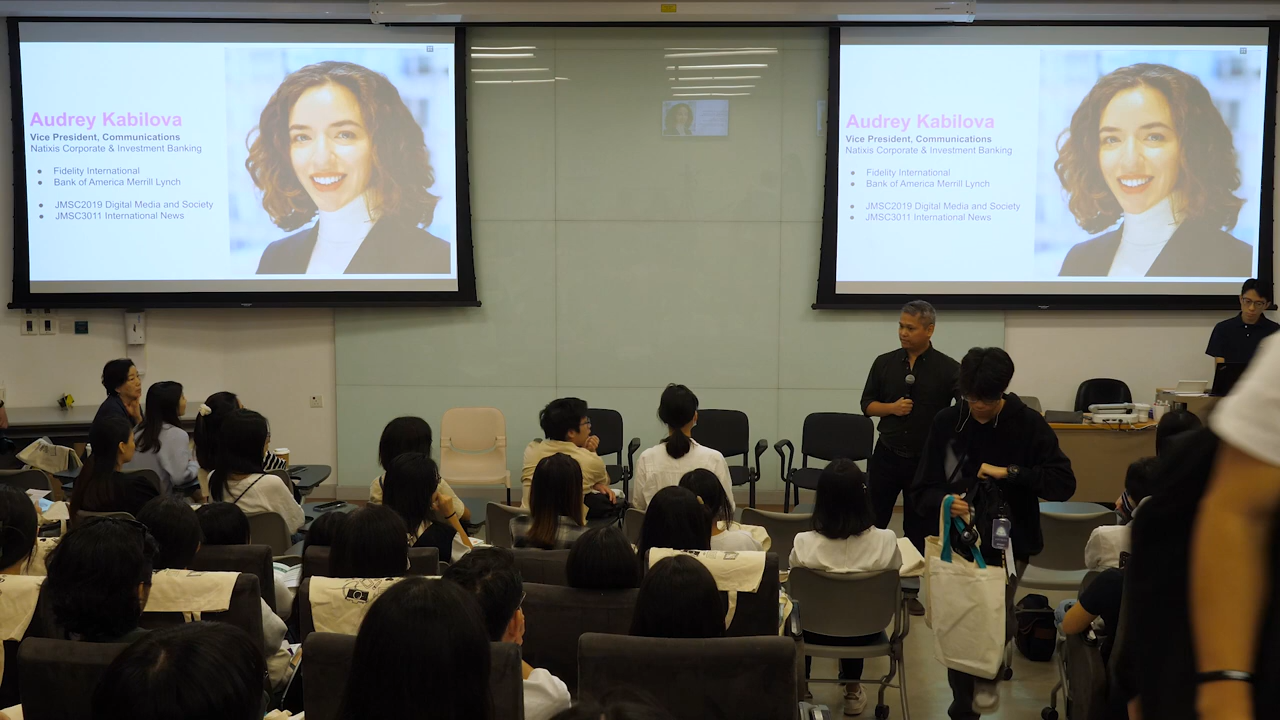 Audrey Kabilova
Vice President, Communications
Natixis Corporate & Investment Banking
● Fidelity International
● Bank of America Merrill Lynch
● JMSC2019 Digital Media and Society
● JMSC3011 International News
Audrey Kabilova
Vice President, Communications
Natixis Corporate & Investment Banking
● Fidelity International
● Bank of America Merrill Lynch
● JMSC2019 Digital Media and Society
● JMSC3011 International News